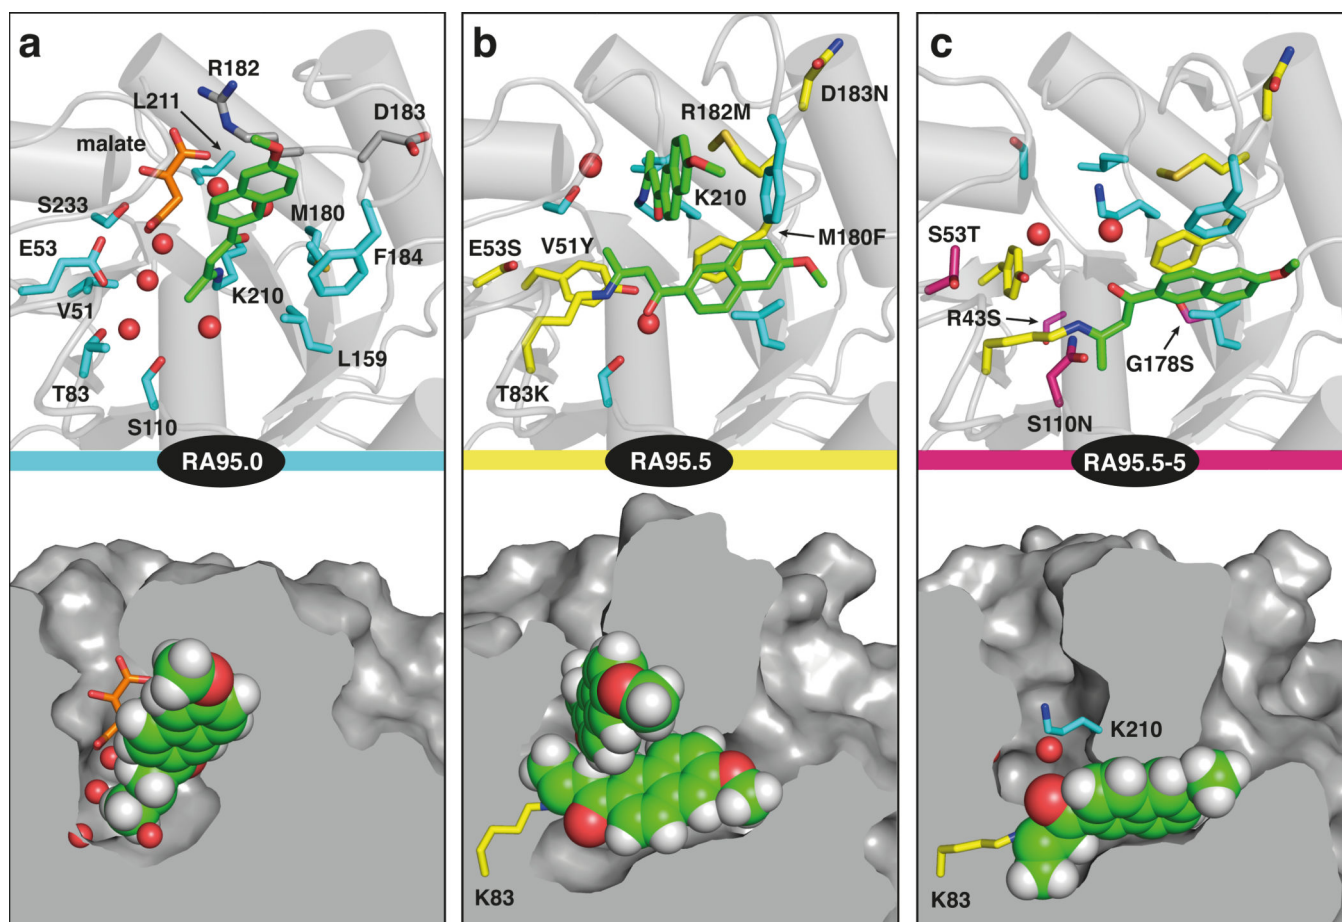 a
R182
L211
D183
malate
S233
M180
E53
F184
V51
K210
T83
L159
S110
RA95.0
b
D183N
R182M
K210
E53S
V51Y
M180F
T83K
RA95.5
K83
c
S53T
R43S
G178S
S110N
RA95.5-5
K210
K83